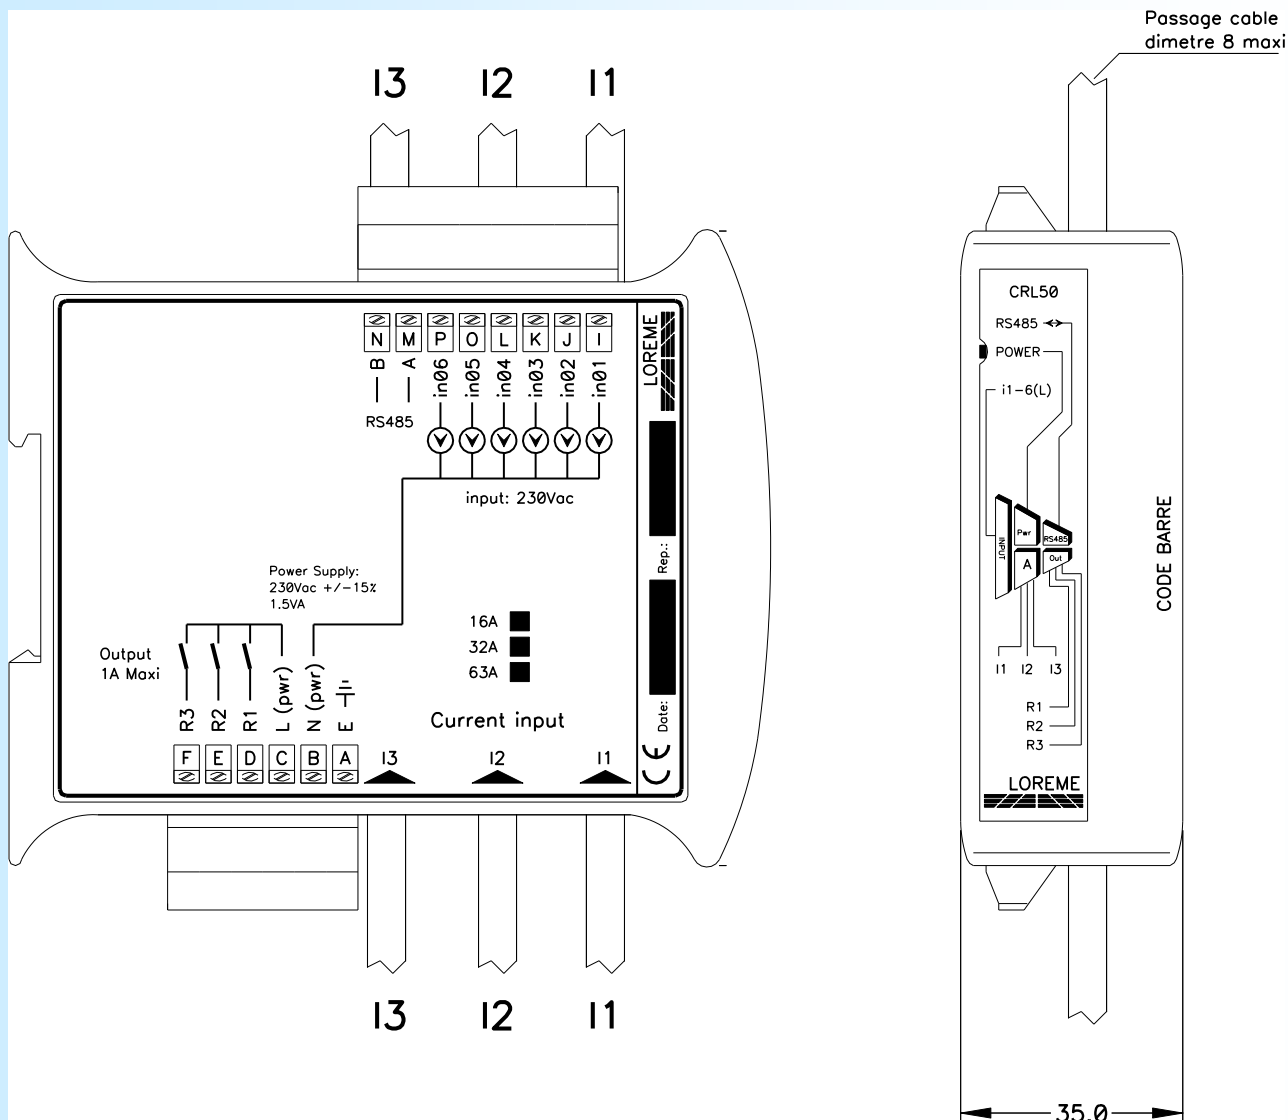 Passage cable
dimetre 8 maxi
I3 I2 I1
N M P O L K J I
B A in06 in05 in04 in03 in02 in01
RS485
input: 230Vac
LOREME
Rep.:
Date:
CE
Power Supply:
230Vac +/-15%
1.5VA
16A
32A
63A
Output
1A Maxi
R3 R2 R1 L (pwr) N (pwr) E
Current input
F E D C B A I3 I2 I1
I3 I2 I1
CRL50
RS485
POWER
i1-6(L)
INPUT
Pwr
RS485
A
Out
I1 I2 I3
R1
R2
R3
LOREME
CODE BARRE
35.0